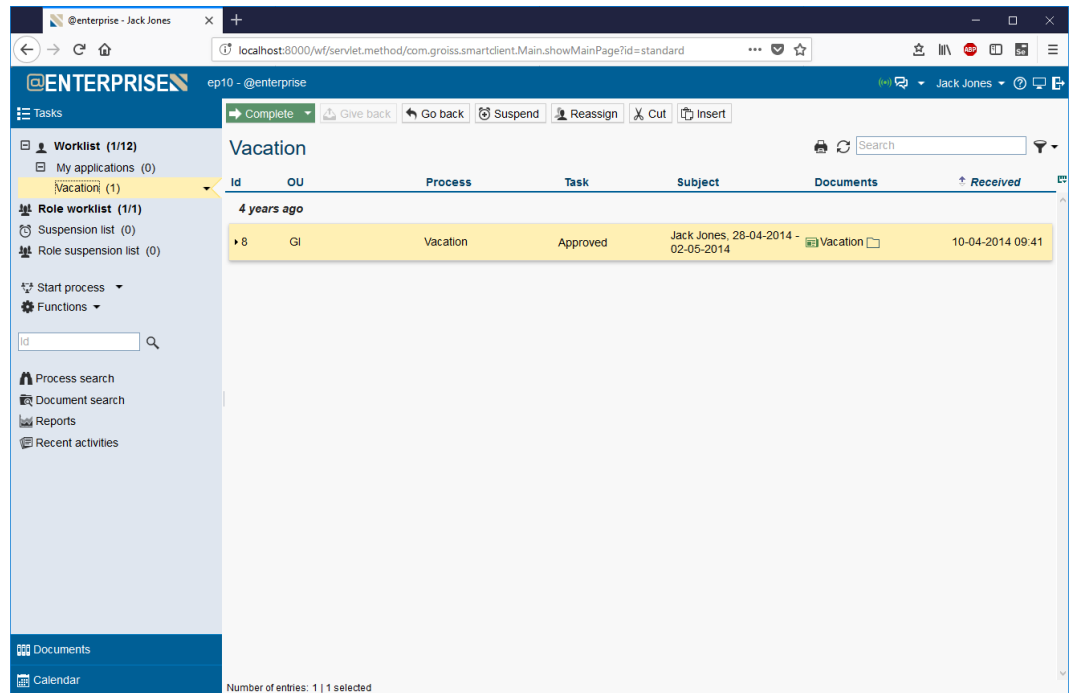 @enterprise - Jack Jones
localhost:8000/wf/servlet.method/com.groiss.smartclient.Main.showMainPage?id=standard
ABP
Se
@ENTERPRISE
ep10 - @enterprise
Jack Jones
Tasks
Complete Give back Go back Suspend Reassign Cut Insert
Worklist (1/12)
My applications (0)
Vacation (1)
Role worklist (1/1)
Suspension list (0)
Role suspension list (0)
Start process
Functions
Id
Process search
Document search
Reports
Recent activities
Documents
Calendar
Vacation
Search
Id OU Process Task Subject Documents Received
4 years ago
8 GI Vacation Approved Jack Jones, 28-04-2014 - Vacation 10-04-2014 09:41
02-05-2014
Number of entries: 1 | 1 selected